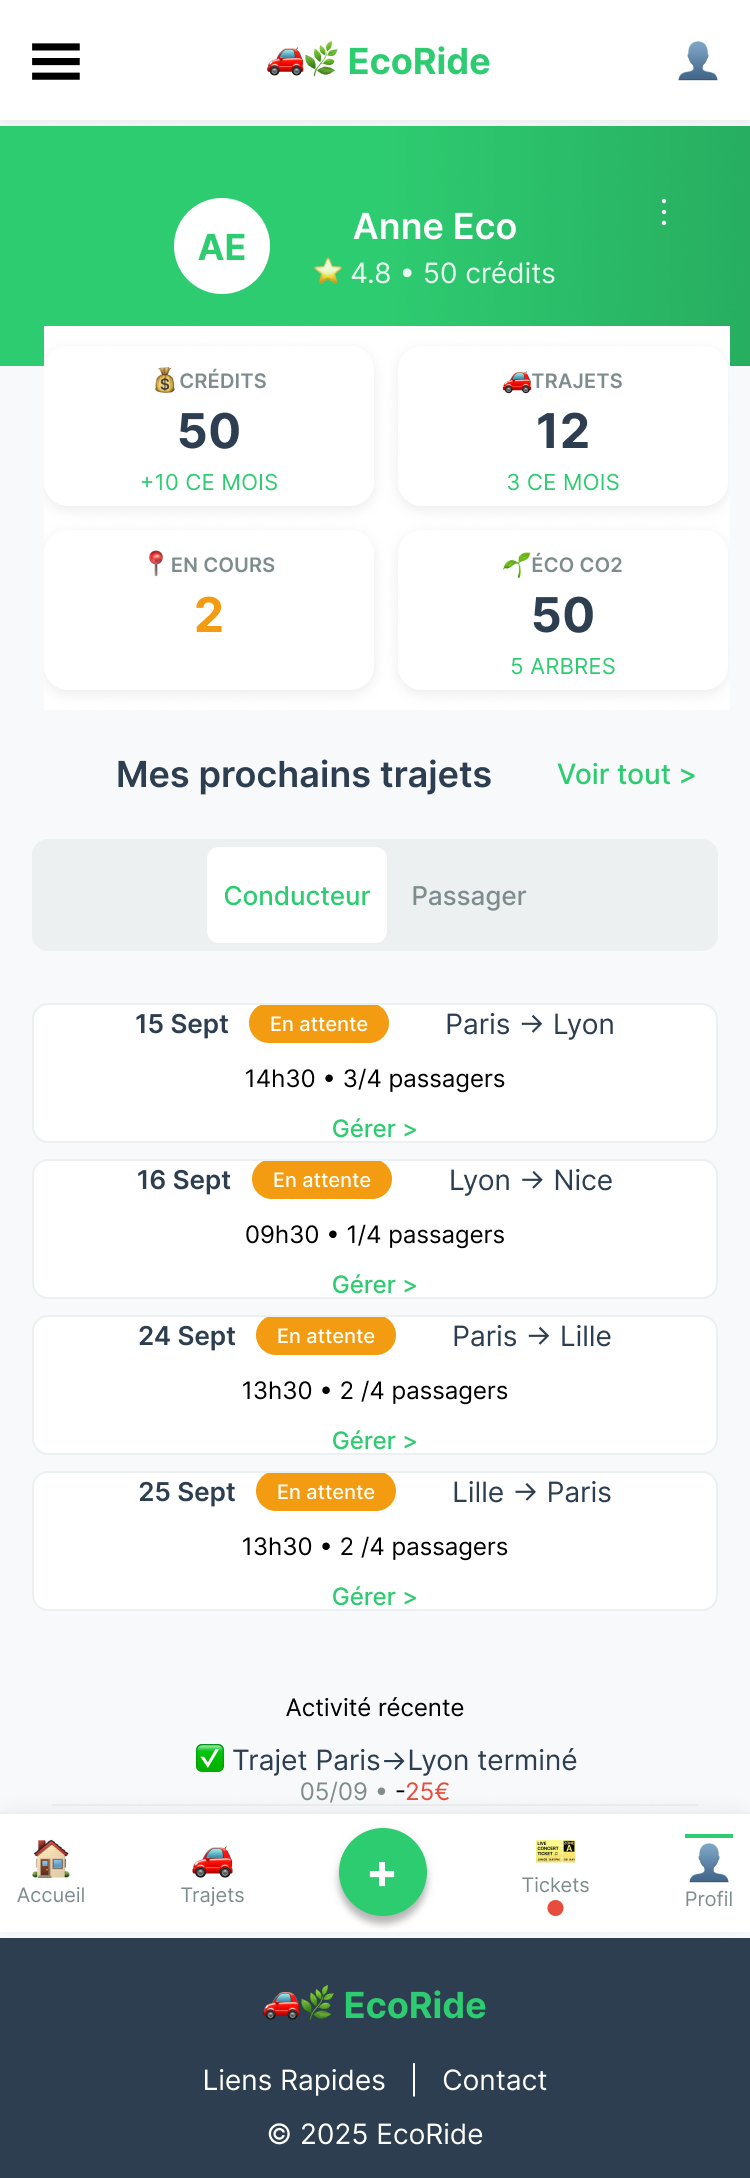 EcoRide
AE
Anne Eco
4.8 • 50 crédits
CRÉDITS
50
+10 CE MOIS
TRAJETS
12
3 CE MOIS
EN COURS
2
ÉCO CO2
50
5 ARBRES
Mes prochains trajets
Voir tout >
Conducteur
Passager
15 Sept En attente Paris → Lyon
14h30 • 3/4 passagers
Gérer >
16 Sept En attente Lyon → Nice
09h30 • 1/4 passagers
Gérer >
24 Sept En attente Paris → Lille
13h30 • 2 /4 passagers
Gérer >
25 Sept En attente Lille → Paris
13h30 • 2 /4 passagers
Gérer >
Activité récente
✅ Trajet Paris→Lyon terminé
05/09 • -25€
Accueil
Trajets
+
Tickets
Profil
EcoRide
Liens Rapides | Contact
© 2025 EcoRide